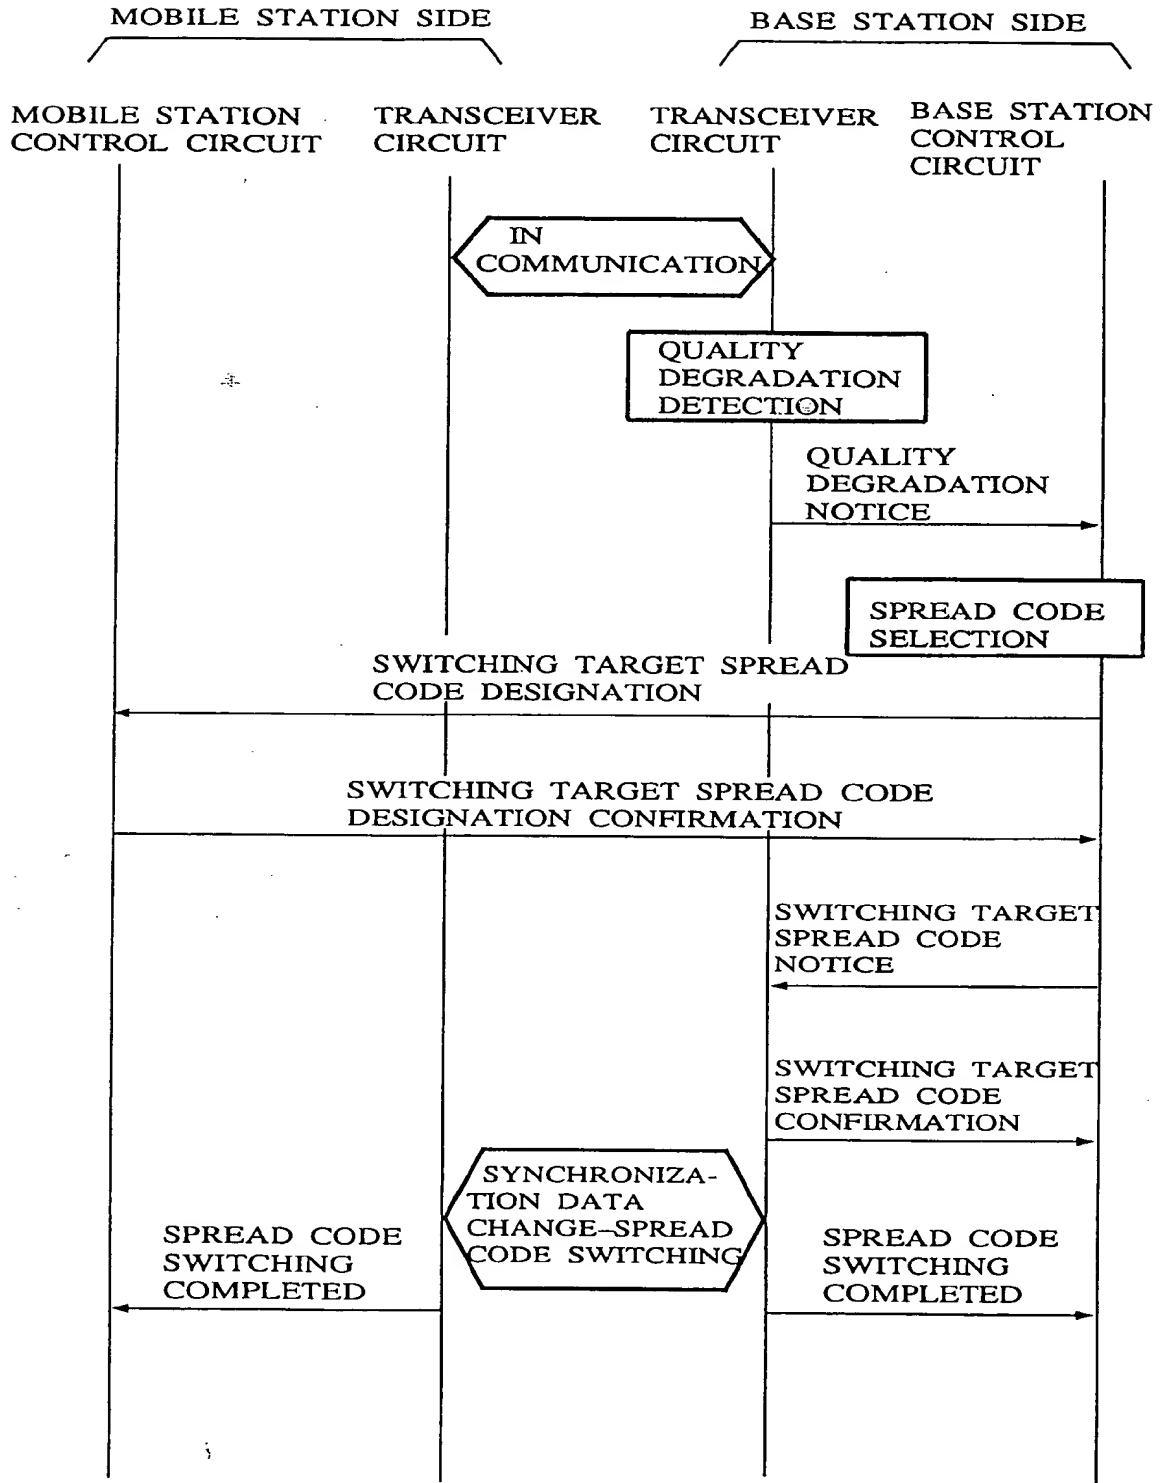 MOBILE STATION SIDE
BASE STATION SIDE
MOBILE STATION
CONTROL CIRCUIT
TRANSCEIVER
CIRCUIT
TRANSCEIVER
CIRCUIT
BASE STATION
CONTROL
CIRCUIT
IN
COMMUNICATION
QUALITY
DEGRADATION
DETECTION
QUALITY
DEGRADATION
NOTICE
SPREAD CODE
SELECTION
SWITCHING TARGET SPREAD
CODE DESIGNATION
SWITCHING TARGET SPREAD CODE
DESIGNATION CONFIRMATION
SWITCHING TARGET
SPREAD CODE
NOTICE
SWITCHING TARGET
SPREAD CODE
CONFIRMATION
SYNCHRONIZA-
TION DATA
CHANGE-SPREAD
CODE SWITCHING
SPREAD CODE
SWITCHING
COMPLETED
SPREAD CODE
SWITCHING
COMPLETED